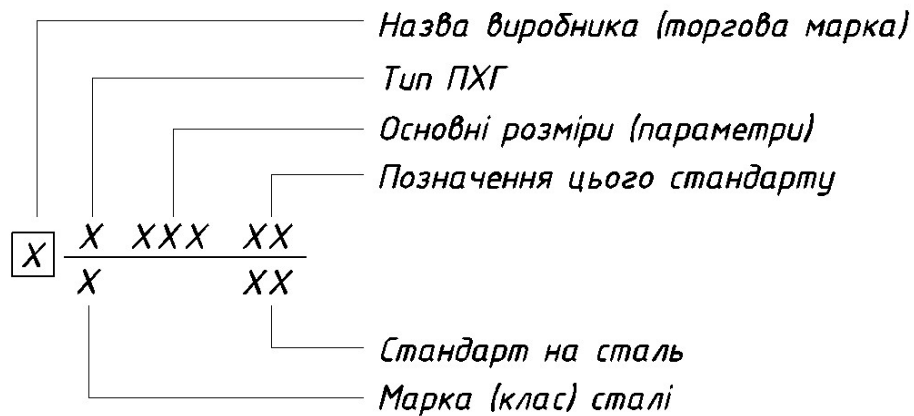 Назва виробника (торгова марка)
Тип ПХГ
Основні розміри (параметри)
Позначення цього стандарту
X X XXX XX
X XX
Стандарт на сталь
Марка (клас) сталі